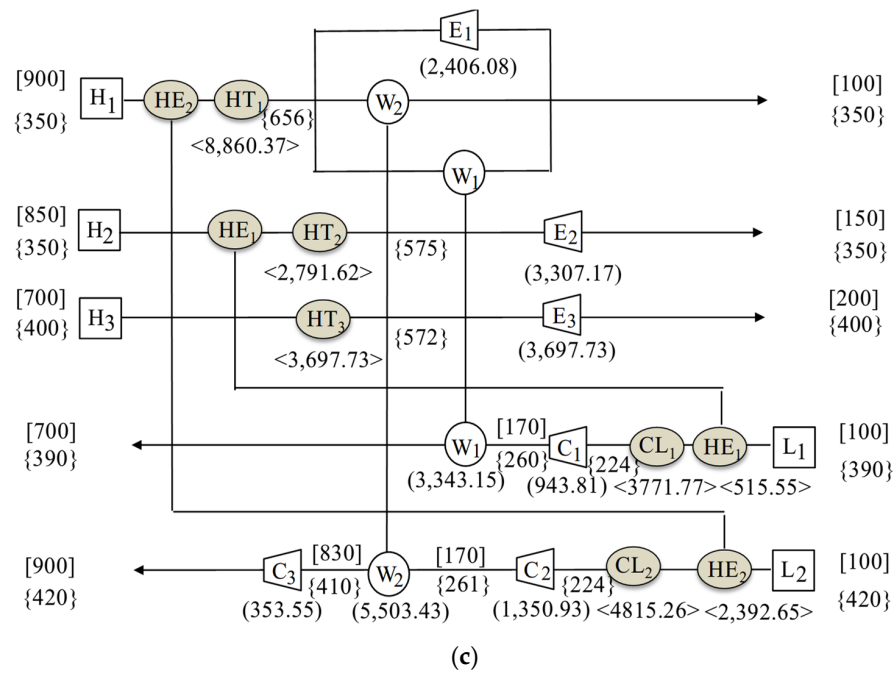 E1
(2,406.08)
[900]
{350}
H1
HE2
HT1
{656}
<8,860.37>
W2
[100]
{350}
W1
[850]
{350}
H2
HE1
HT2
<2,791.62>
{575}
E2
(3,307.17)
[150]
{350}
[700]
{400}
H3
HT3
<3,697.73>
{572}
E3
(3,697.73)
[200]
{400}
[700]
{390}
W1
(3,343.15)
[170]
{260}
C1
(943.81)
{224}
CL1
<3771.77>
HE1
<515.55>
L1
[100]
{390}
[900]
{420}
C3
(353.55)
[830]
{410}
W2
(5,503.43)
[170]
{261}
C2
(1,350.93)
{224}
CL2
<4815.26>
HE2
<2,392.65>
L2
[100]
{420}
(c)